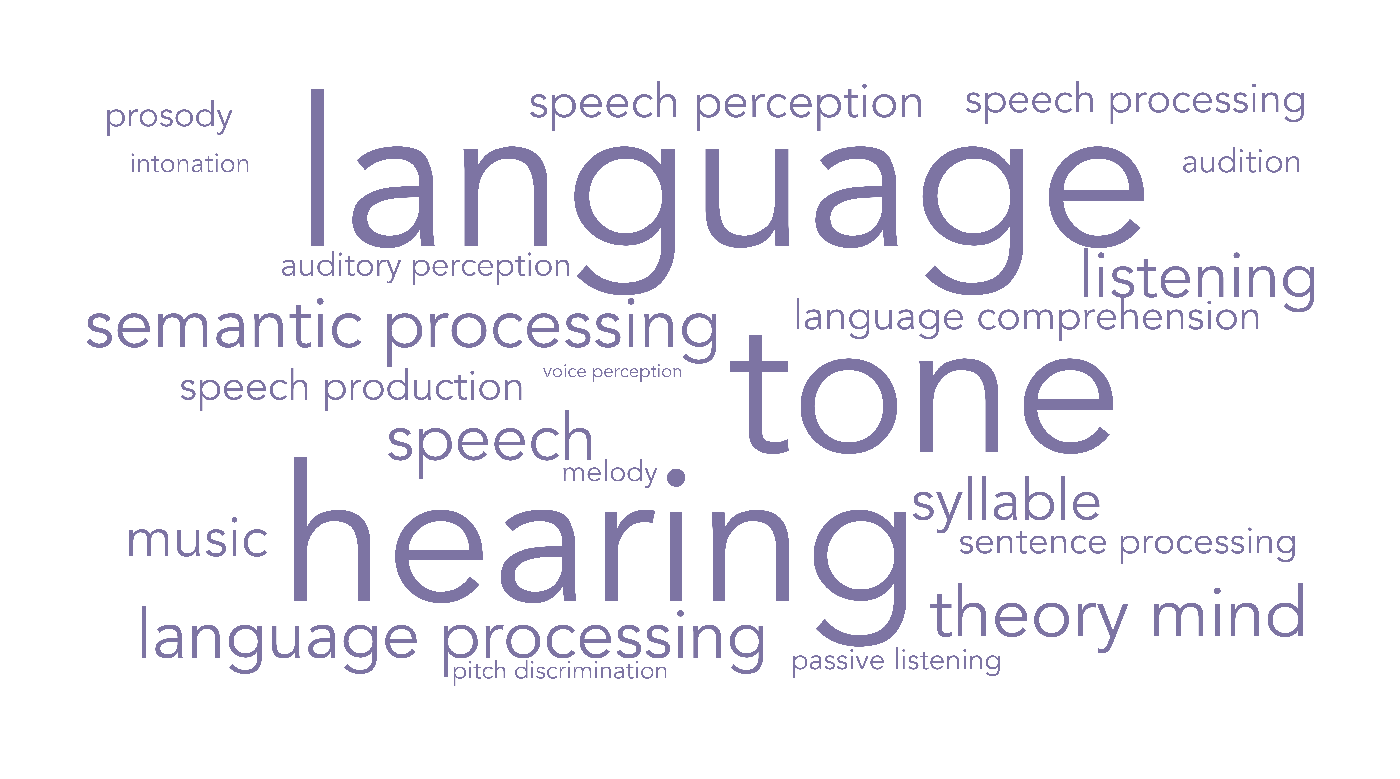 prosody
speech perception
speech processing
intonation
language
audition
auditory perception
listening
semantic processing
language comprehension
speech production
voice perception
tone
speech
melody
hearing
syllable
music
sentence processing
language processing
theory mind
pitch discrimination
passive listening